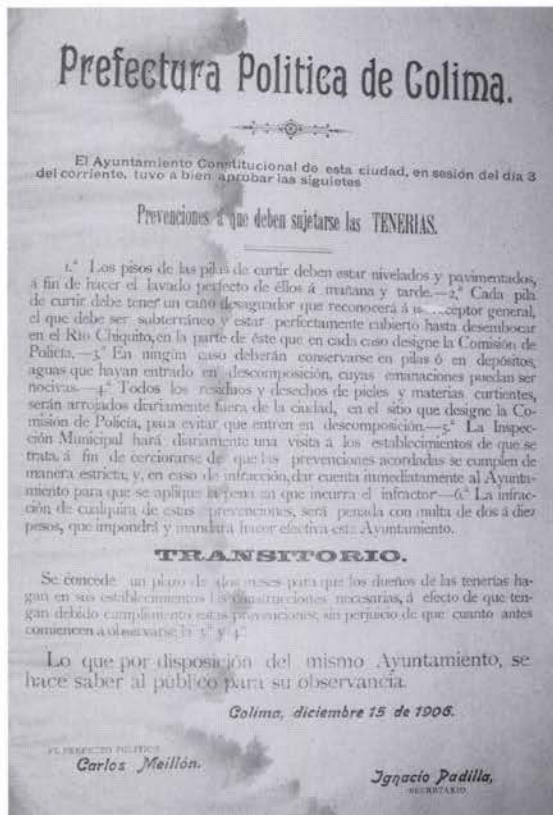 Prefectura Politica de Colima.
El Ayuntamiento Constitucional de esta ciudad, en sesión del día 3
del corriente, tuvo a bien aprobar las siguietes
Prevenciones á que deben sujetarse las TENERIAS.
1.ª Los pisos de las pilas de curtir deben estar nivelados y pavimentados,
á fin de hacer el lavado perfecto de éllos á mañana y tarde.—2.ª Cada pila
de curtir debe tener un caño desaguador que reconocerá á receptor general,
el que debe ser subterráneo y estar perfectamente cubierto hasta desembocar
en el Río Chiquito, en la parte de éste que en cada caso designe la Comisión de
Policía.—3.ª En ningún caso deberán conservarse en pilas ó en depósitos,
aguas que hayan entrado en descomposición, cuyas emanaciones puedan ser
nocivas.—4.ª Todos los residuos y desechos de pieles y materias curtientes,
serán arrojados diariamente fuera de la ciudad, en el sitio que designe la Co-
misión de Policía, para evitar que entren en descomposición.—5.ª La Inspec-
ción Municipal hará diariamente una visita á los establecimientos de que se
trata, á fin de cerciorarse de que las prevenciones acordadas se cumplen de
manera estricta, y, en caso de infracción, dar cuenta inmediatamente al Ayunta-
miento para que se aplique la pena en que incurra el infractor—6.ª La infrac-
ción de cualquira de estas prevenciones, será penada con multa de dos á diez
pesos, que impondrá y mandará hacer efectiva este Ayuntamiento.
TRANSITORIO.
Se concede un plazo de dos meses para que los dueños de las tenerías ha-
gan en sus establecimientos las construcciones necesarias, á efecto de que ten-
gan debido cumplimiento estas prevenciones, sin perjuicio de que cuanto antes
comiencen á observarse la 3.ª y 4.ª
Lo que por disposición del mismo Ayuntamiento, se
hace saber al público para su observancia.
Colima, diciembre 15 de 1906.
EL PREFECTO POLITICO
Carlos Meillón.
Ignacio Padilla,
SECRETARIO